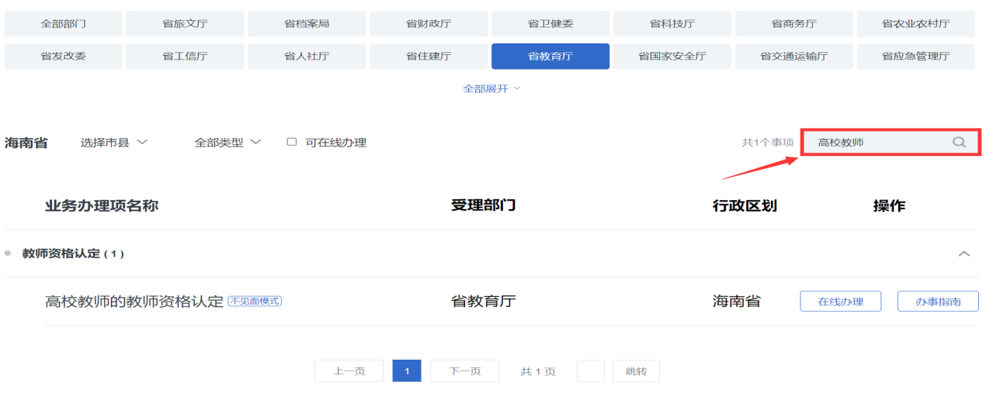 全部部门 省旅文厅 省档案局 省财政厅 省卫健委 省科技厅 省商务厅 省农业农村厅
省发改委 省工信厅 省人社厅 省住建厅 省教育厅 省国家安全厅 省交通运输厅 省应急管理厅
全部展开
海南省 选择市县 全部类型 可在线办理 共1个事项 高校教师
业务办理项名称 受理部门 行政区划 操作
教师资格认定(1)
高校教师的教师资格认定 不见面模式 省教育厅 海南省 在线办理 办事指南
上一页 1 下一页 共 1 页 跳转